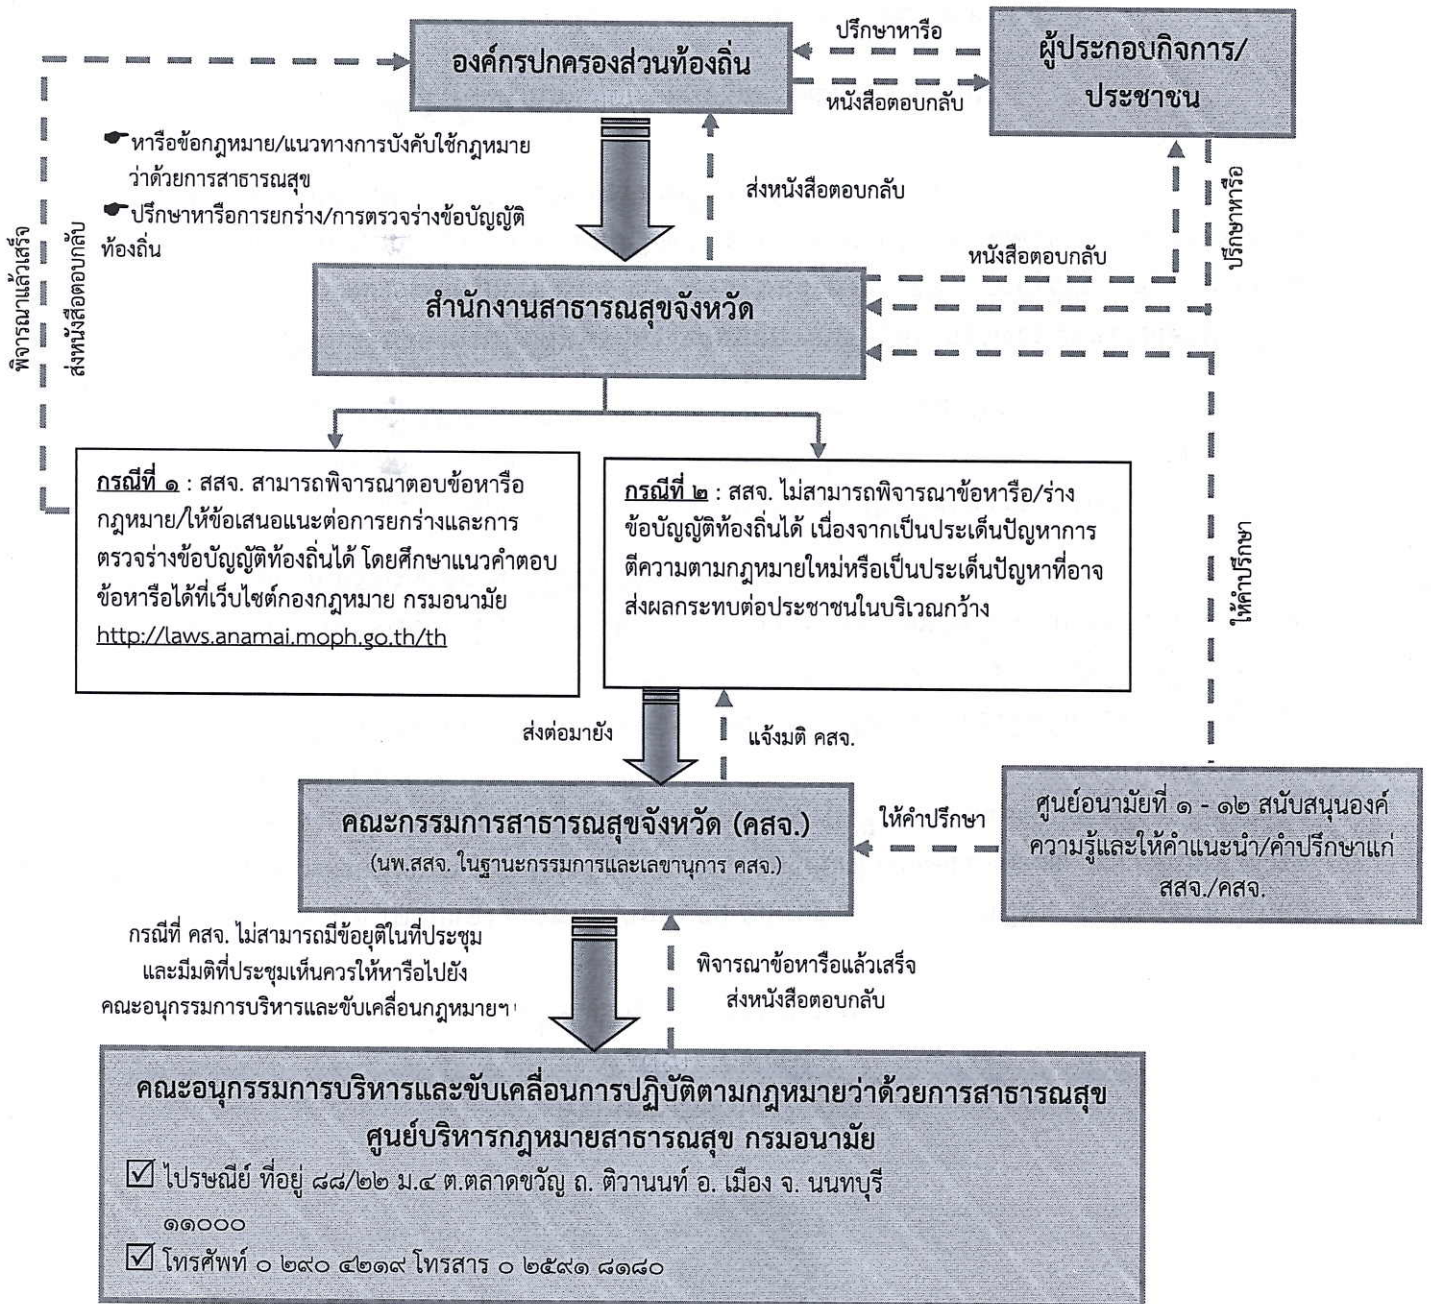 องค์กรปกครองส่วนท้องถิ่น
ปรึกษาหารือ
หนังสือตอบกลับ
ผู้ประกอบกิจการ/
ประชาชน
☛หารือข้อกฎหมาย/แนวทางการบังคับใช้กฎหมาย
ว่าด้วยการสาธารณสุข
☛ปรึกษาหารือการยกร่าง/การตรวจร่างข้อบัญญัติ
ท้องถิ่น
ส่งหนังสือตอบกลับ
พิจารณาแล้วเสร็จ
ส่งหนังสือตอบกลับ
หนังสือตอบกลับ
ปรึกษาหารือ
สำนักงานสาธารณสุขจังหวัด
กรณีที่ ๑ : สสจ. สามารถพิจารณาตอบข้อหารือ
กฎหมาย/ให้ข้อเสนอแนะต่อการยกร่างและการ
ตรวจร่างข้อบัญญัติท้องถิ่นได้ โดยศึกษาแนวคำตอบ
ข้อหารือได้ที่เว็บไซต์กองกฎหมาย กรมอนามัย
http://laws.anamai.moph.go.th/th
กรณีที่ ๒ : สสจ. ไม่สามารถพิจารณาข้อหารือ/ร่าง
ข้อบัญญัติท้องถิ่นได้ เนื่องจากเป็นประเด็นปัญหาการ
ตีความตามกฎหมายใหม่หรือเป็นประเด็นปัญหาที่อาจ
ส่งผลกระทบต่อประชาชนในบริเวณกว้าง
ให้คำปรึกษา
ส่งต่อมายัง
แจ้งมติ คสจ.
คณะกรรมการสาธารณสุขจังหวัด (คสจ.)
(นพ.สสจ. ในฐานะกรรมการและเลขานุการ คสจ.)
ให้คำปรึกษา
ศูนย์อนามัยที่ ๑ - ๑๒ สนับสนุนองค์
ความรู้และให้คำแนะนำ/คำปรึกษาแก่
สสจ./คสจ.
กรณีที่ คสจ. ไม่สามารถมีข้อยุติในที่ประชุม
และมีมติที่ประชุมเห็นควรให้หารือไปยัง
คณะอนุกรรมการบริหารและขับเคลื่อนกฎหมายฯ
พิจารณาข้อหารือแล้วเสร็จ
ส่งหนังสือตอบกลับ
คณะอนุกรรมการบริหารและขับเคลื่อนการปฏิบัติตามกฎหมายว่าด้วยการสาธารณสุข
ศูนย์บริหารกฎหมายสาธารณสุข กรมอนามัย
☑ ไปรษณีย์ ที่อยู่ ๘๘/๒๒ ม.๔ ต.ตลาดขวัญ ถ. ติวานนท์ อ. เมือง จ. นนทบุรี
๑๑๐๐๐
☑ โทรศัพท์ ๐ ๒๙๐ ๔๒๑๙ โทรสาร ๐ ๒๕๙๑ ๘๑๘๐